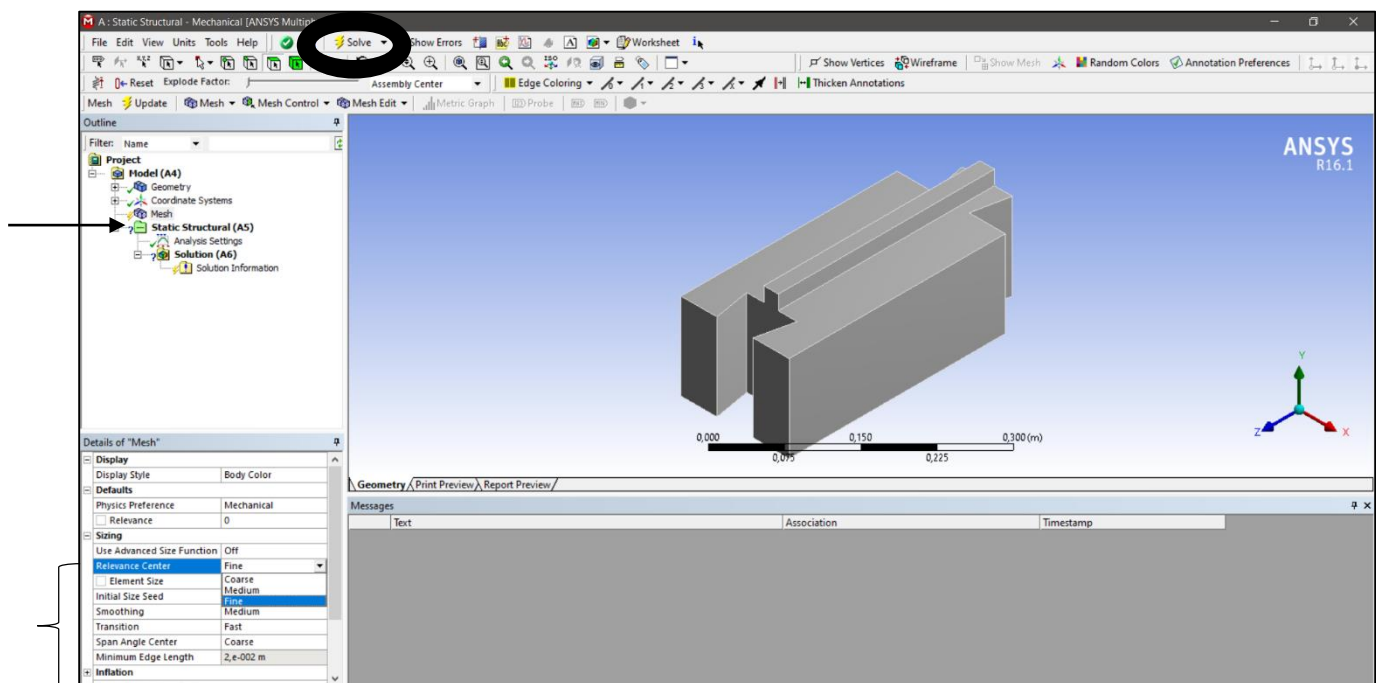 A : Static Structural - Mechanical [ANSYS Multiph
File Edit View Units Tools Help Solve Show Errors Worksheet
Show Vertices Wireframe Show Mesh Random Colors Annotation Preferences
Reset Explode Factor: Assembly Center Edge Coloring Thicken Annotations
Mesh Update Mesh Mesh Control Mesh Edit Metric Graph Probe
Outline
Filter: Name
Project
Model (A4)
Geometry
Coordinate Systems
Mesh
Static Structural (A5)
Analysis Settings
Solution (A6)
Solution Information
ANSYS
R16.1
0,000 0,150 0,300 (m)
0,075 0,225
Y
Z X
Details of "Mesh"
Display
Display Style Body Color
Defaults
Physics Preference Mechanical
Relevance 0
Sizing
Use Advanced Size Function Off
Relevance Center Fine
Element Size Coarse
Initial Size Seed Medium
Fine
Smoothing Medium
Transition Fast
Span Angle Center Coarse
Minimum Edge Length 2,e-002 m
Inflation
Geometry Print Preview Report Preview
Messages
Text Association Timestamp